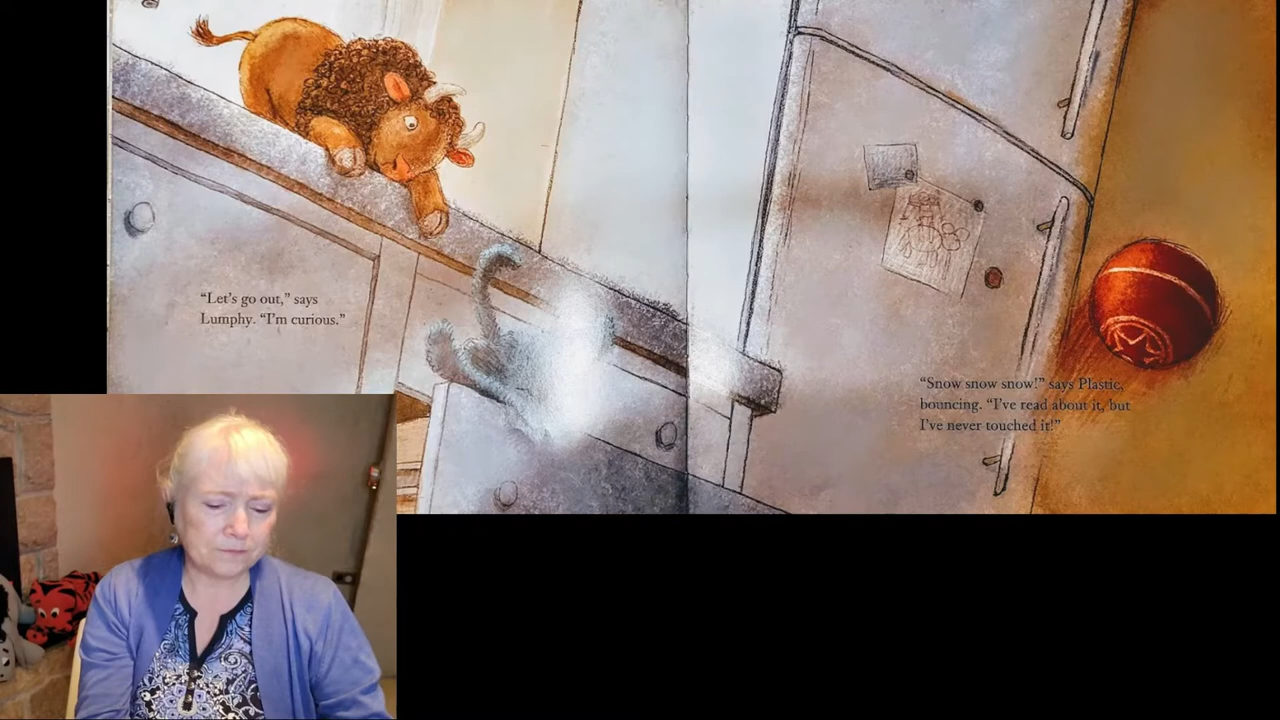 “Let’s go out,” says
Lumphy. “I’m curious.”
“Snow snow snow!” says Plastic,
bouncing. “I’ve read about it, but
I’ve never touched it!”